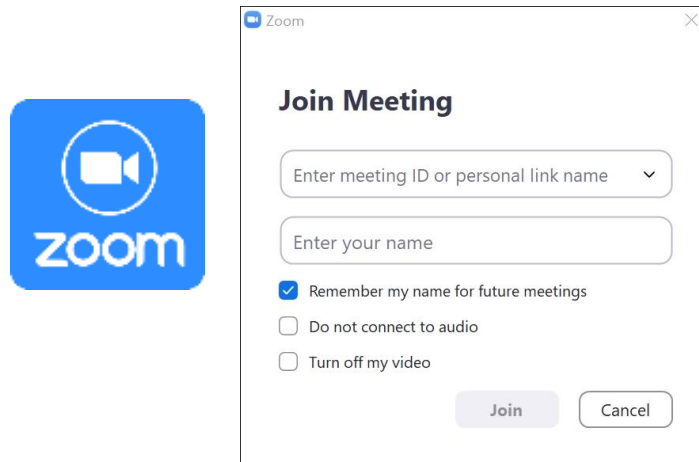 zoom
Zoom
Join Meeting
Enter meeting ID or personal link name
Enter your name
Remember my name for future meetings
Do not connect to audio
Turn off my video
Join
Cancel